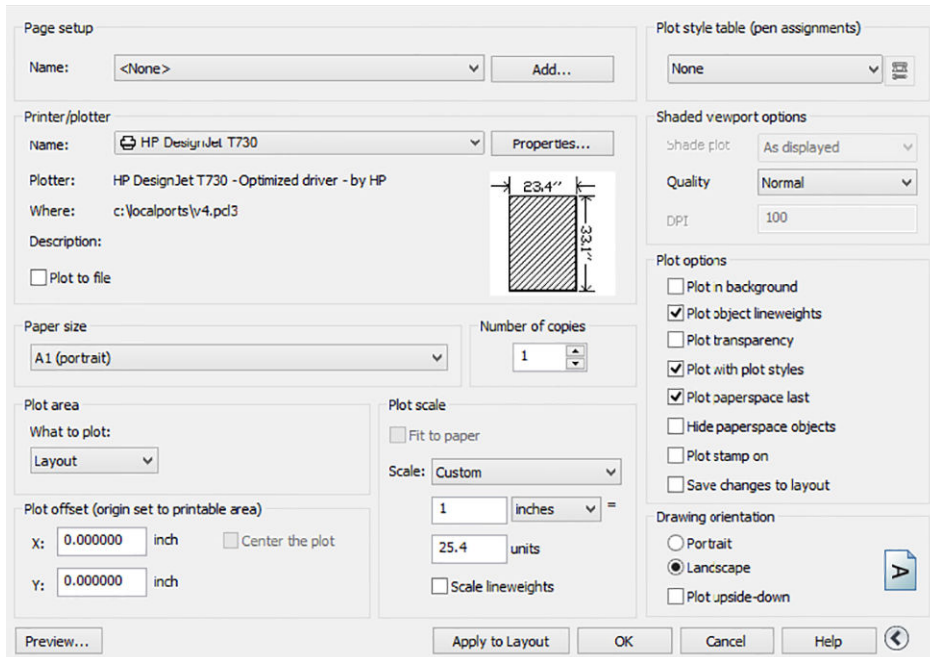 Page setup
Name: <None> Add...
Printer/plotter
Name: HP DesignJet T730 Properties...
Plotter: HP DesignJet T730 - Optimized driver - by HP
Where: c:\localports\v4.pcl3
Description:
Plot to file
23.4’’
33.1’’
Paper size
A1 (portrait)
Number of copies
1
Plot area
What to plot:
Layout
Plot offset (origin set to printable area)
X: 0.000000 inch Center the plot
Y: 0.000000 inch
Plot scale
Fit to paper
Scale: Custom
1 inches =
25.4 units
Scale lineweights
Plot style table (pen assignments)
None
Shaded viewport options
Shade plot As displayed
Quality Normal
DPI 100
Plot options
Plot in background
Plot object lineweights
Plot transparency
Plot with plot styles
Plot paperspace last
Hide paperspace objects
Plot stamp on
Save changes to layout
Drawing orientation
Portrait
Landscape
Plot upside-down
A
Preview... Apply to Layout OK Cancel Help